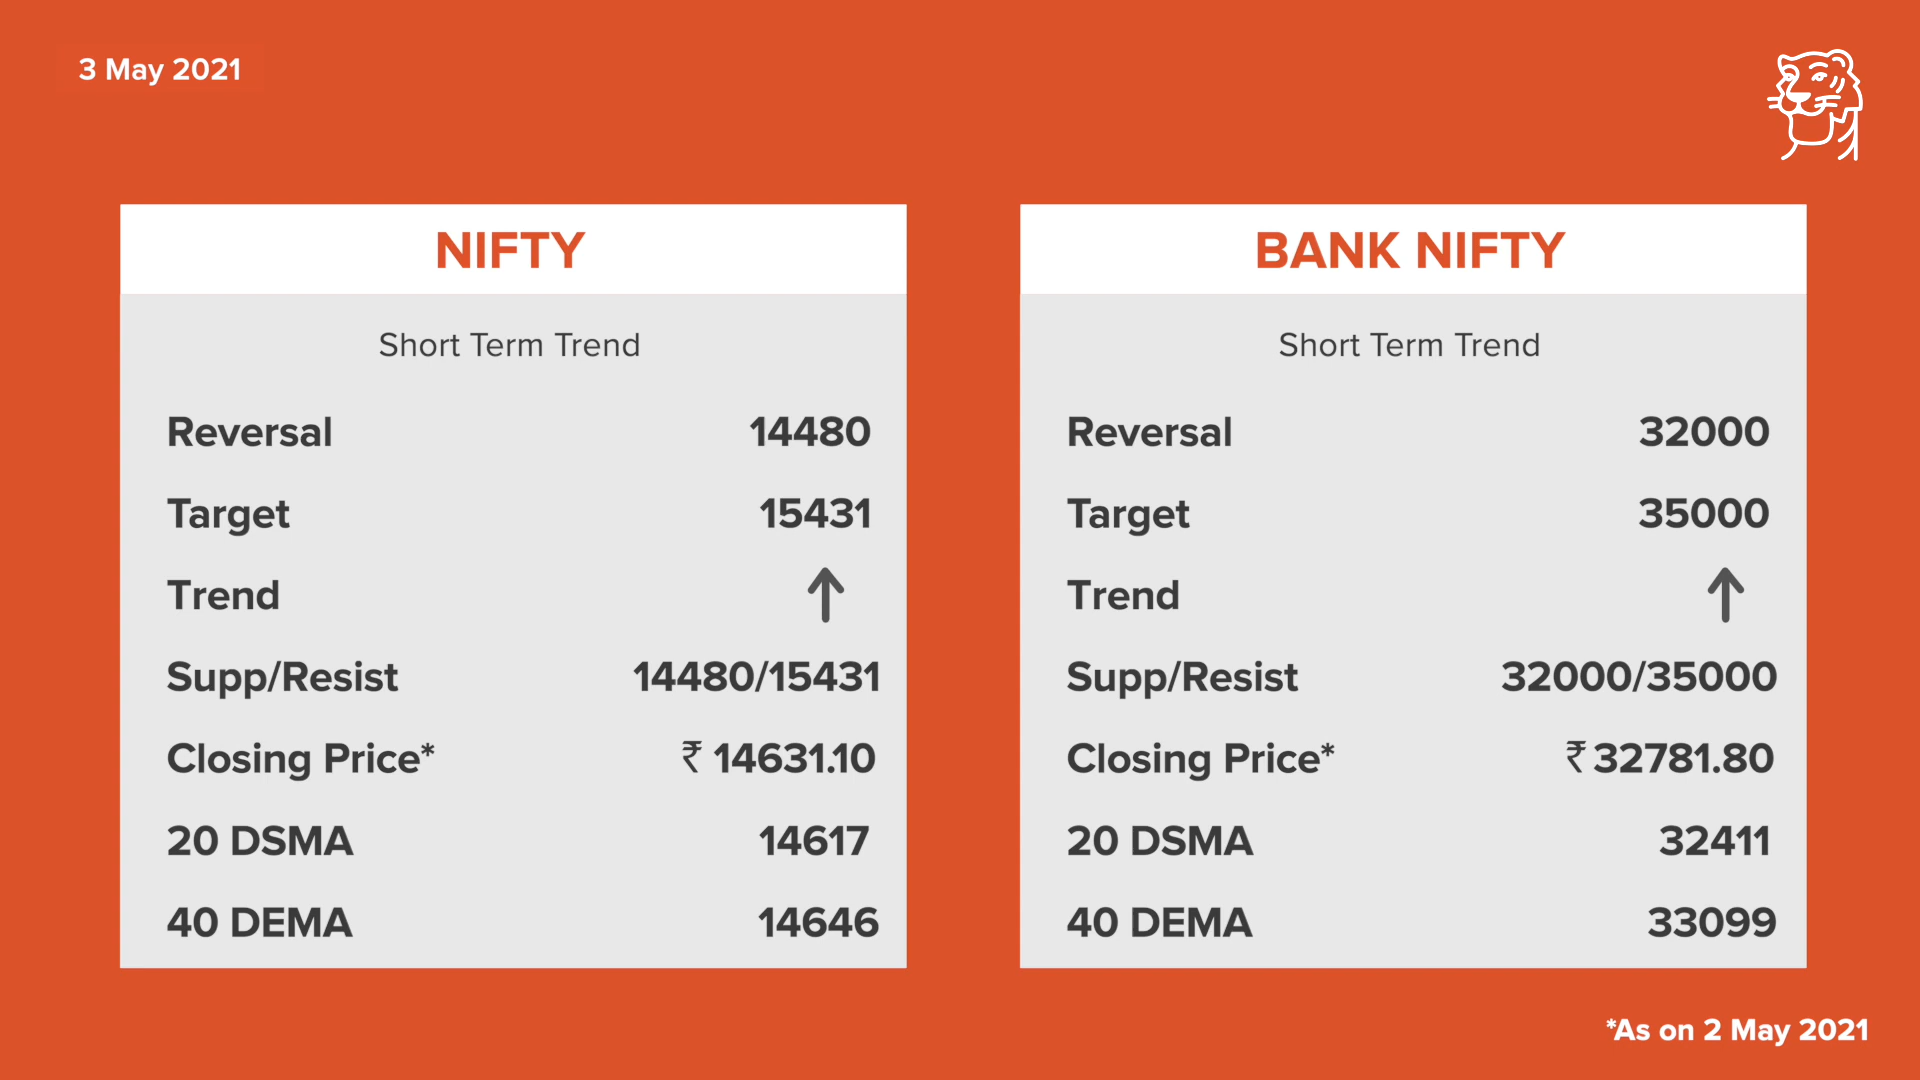 3 May 2021
NIFTY
Short Term Trend
Reversal 14480
Target 15431
Trend ↑
Supp/Resist 14480/15431
Closing Price* ₹ 14631.10
20 DSMA 14617
40 DEMA 14646
BANK NIFTY
Short Term Trend
Reversal 32000
Target 35000
Trend ↑
Supp/Resist 32000/35000
Closing Price* ₹ 32781.80
20 DSMA 32411
40 DEMA 33099
*As on 2 May 2021